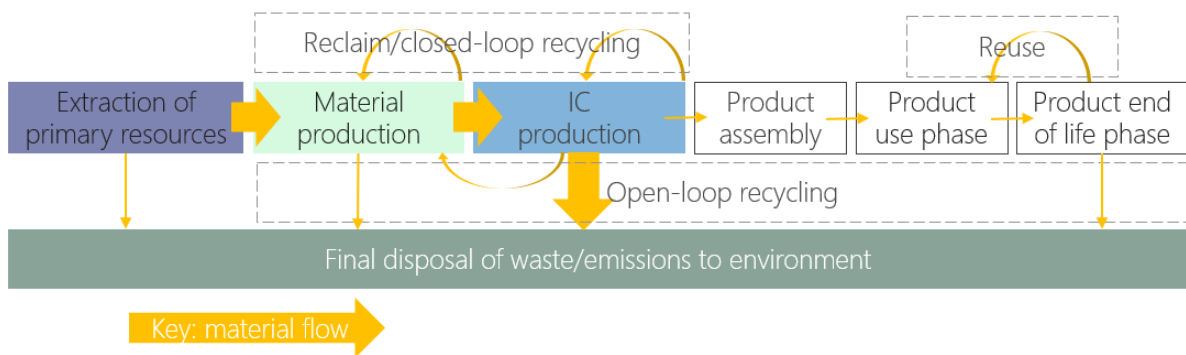 Reclaim/closed-loop recycling
Reuse
Extraction of
primary resources
Material
production
IC
production
Product
assembly
Product
use phase
Product end
of life phase
Open-loop recycling
Final disposal of waste/emissions to environment
Key: material flow